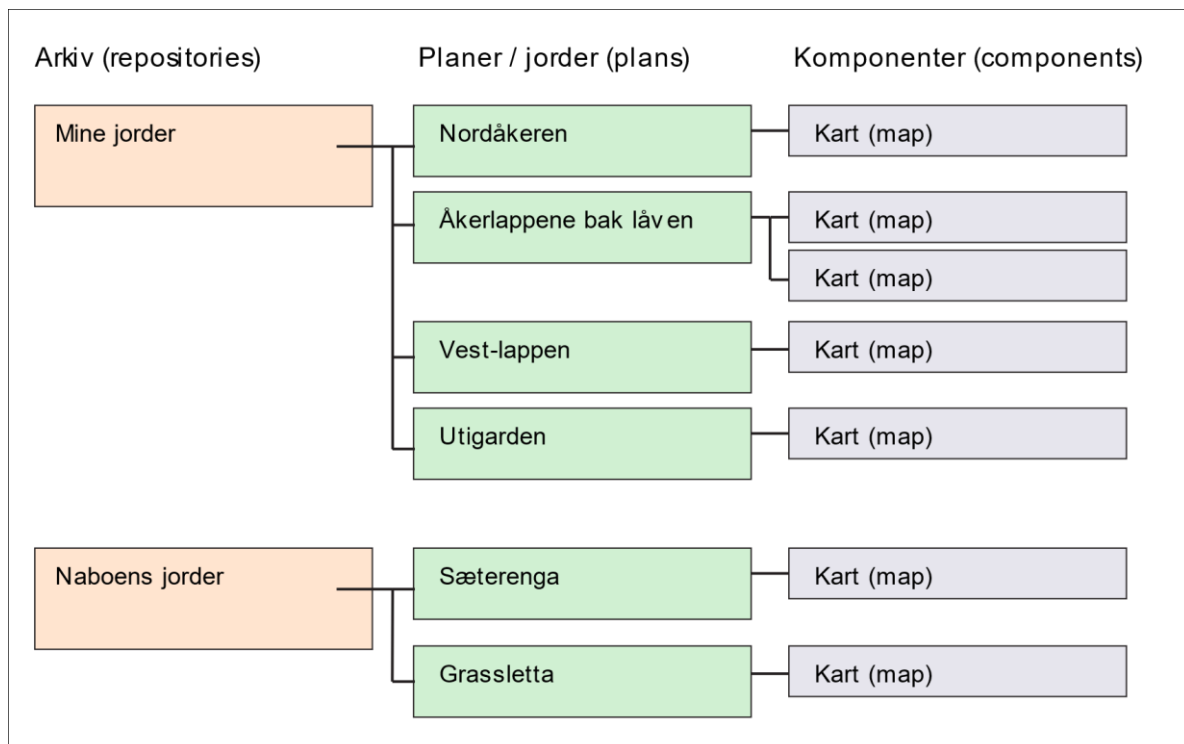 Arkiv (repositories)
Planer / jorder (plans)
Komponenter (components)
Mine jorder
Nordåkeren
Kart (map)
Åkerlappene bak låven
Kart (map)
Kart (map)
Vest-lappen
Kart (map)
Utigarden
Kart (map)
Naboens jorder
Sæterenga
Kart (map)
Grassletta
Kart (map)